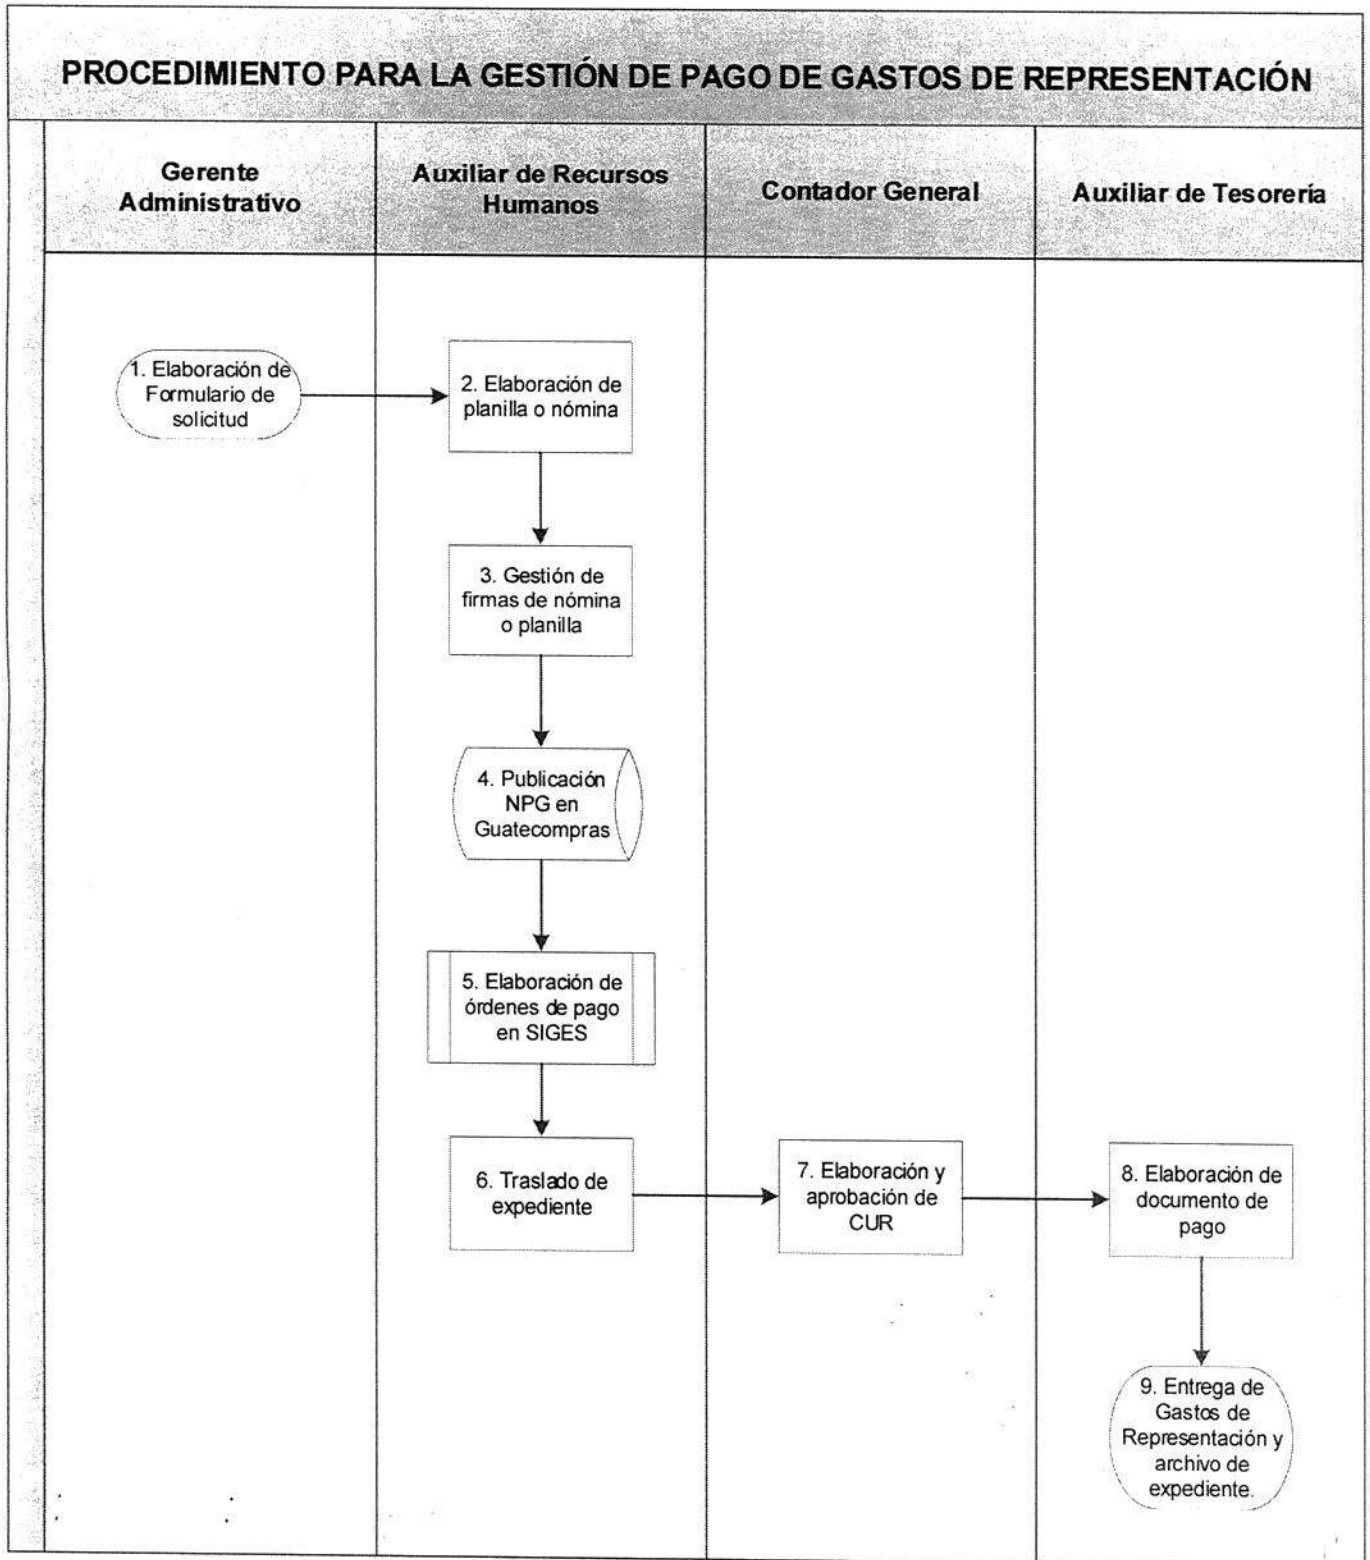 PROCEDIMIENTO PARA LA GESTIÓN DE PAGO DE GASTOS DE REPRESENTACIÓN
Gerente
Administrativo
Auxiliar de Recursos
Humanos
Contador General
Auxiliar de Tesorería
1. Elaboración de
Formulario de
solicitud
2. Elaboración de
planilla o nómina
3. Gestión de
firmas de nómina
o planilla
4. Publicación
NPG en
Guatecompras
5. Elaboración de
órdenes de pago
en SIGES
6. Traslado de
expediente
7. Elaboración y
aprobación de
CUR
8. Elaboración de
documento de
pago
9. Entrega de
Gastos de
Representación y
archivo de
expediente.